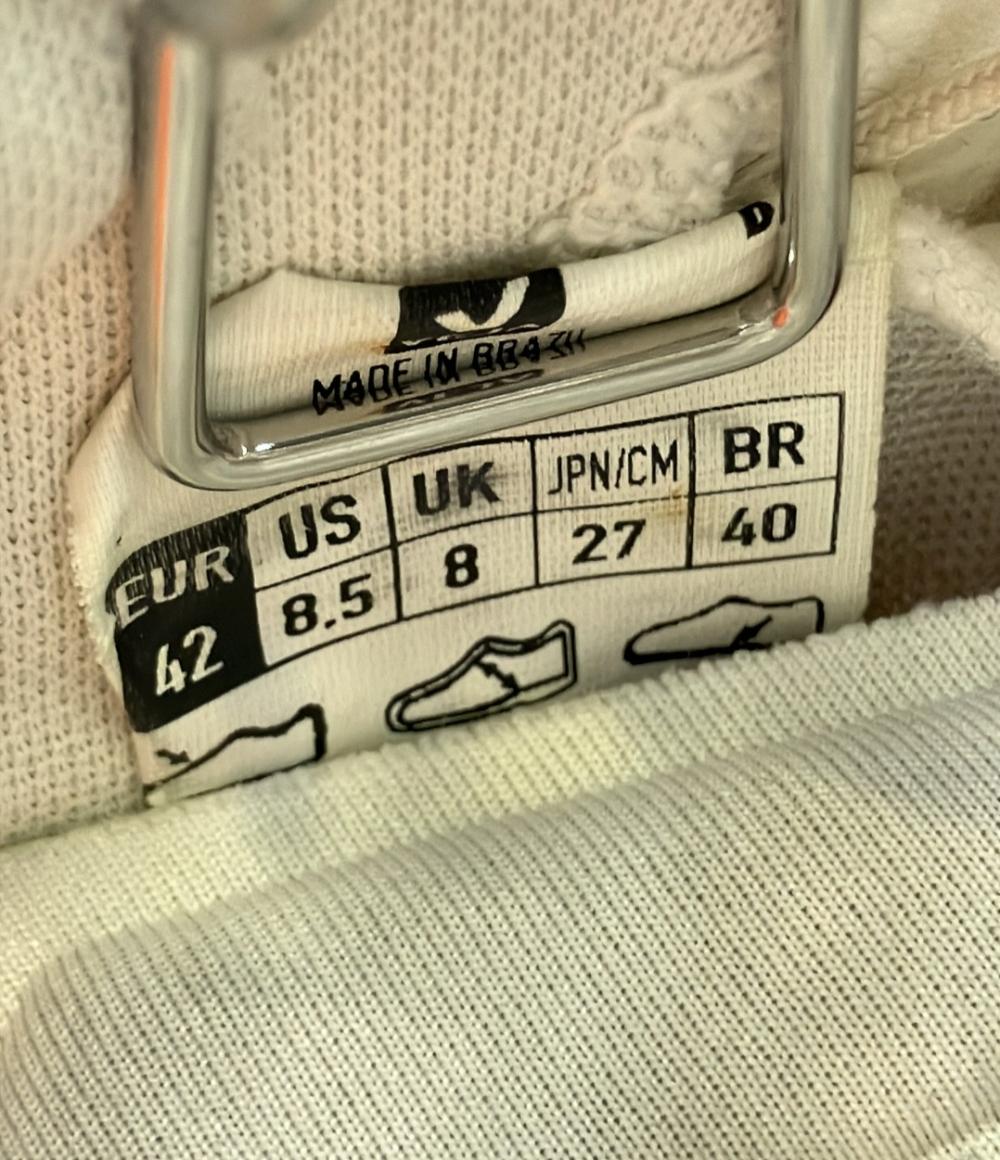 D
MADE IN BRAZIL
EUR US UK JPN/CM BR
42 8.5 8 27 40